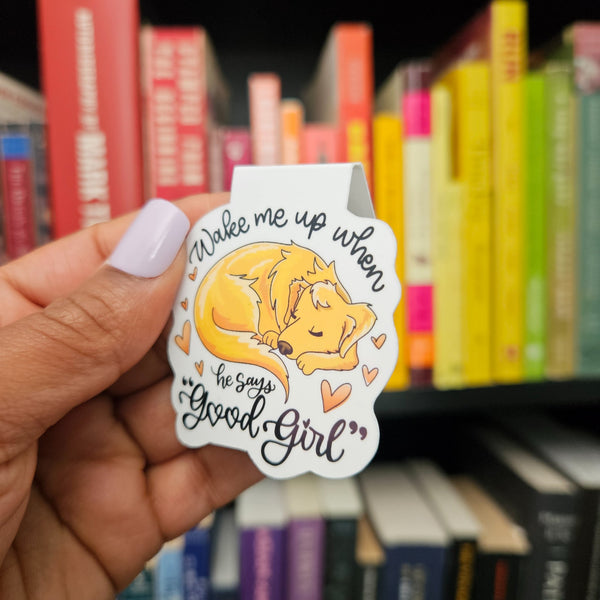 Wake me up when
he says
"Good Girl"